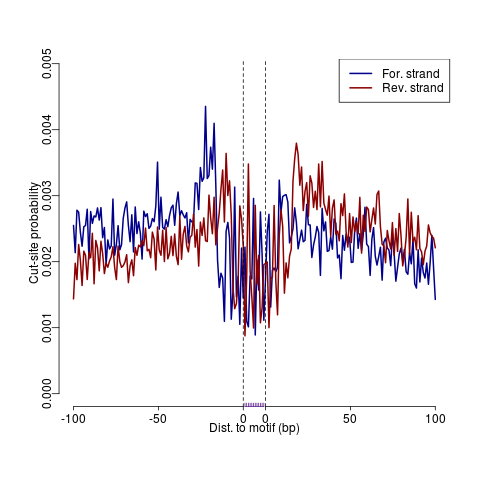 For. strand
Rev. strand
0.005
0.004
0.003
0.002
0.001
0.000
Cut-site probability
-100 -50 0 0 50 100
Dist. to motif (bp)